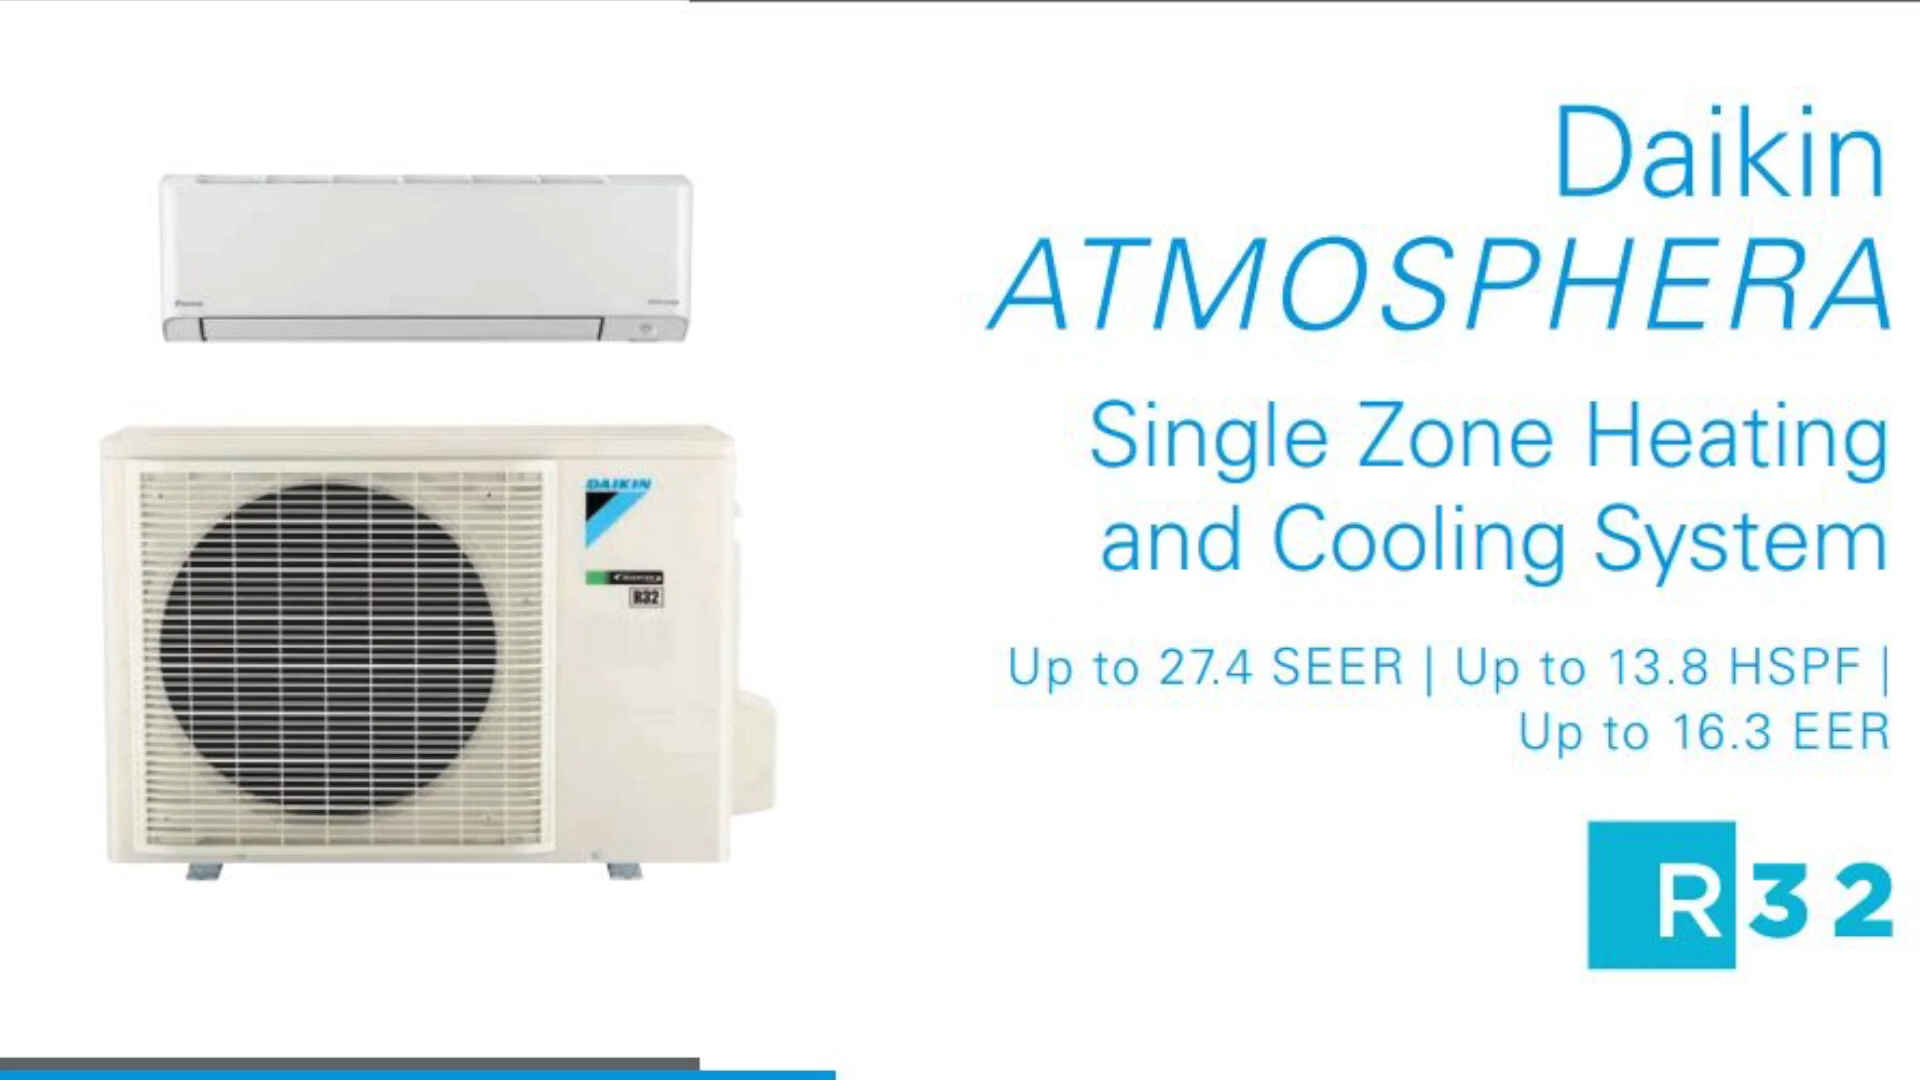 Daikin
ATMOSPHERA
Single Zone Heating
and Cooling System
Up to 27.4 SEER | Up to 13.8 HSPF |
Up to 16.3 EER
R32
DAIKIN
INVERTER
R32